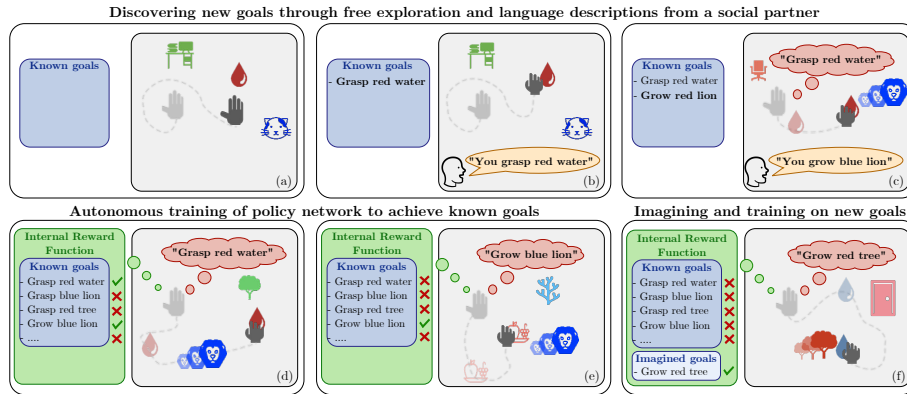 Discovering new goals through free exploration and language descriptions from a social partner
Known goals
(a)
Known goals
- Grasp red water
"You grasp red water"
(b)
Known goals
- Grasp red water
- Grow red lion
"Grasp red water"
"You grow blue lion"
(c)
Autonomous training of policy network to achieve known goals
Imagining and training on new goals
Internal Reward
Function
Known goals
- Grasp red water
- Grasp blue lion
- Grasp red tree
- Grow blue lion
- ....
"Grasp red water"
(d)
Internal Reward
Function
Known goals
- Grasp red water
- Grasp blue lion
- Grasp red tree
- Grow blue lion
- ....
"Grow blue lion"
(e)
Internal Reward
Function
Known goals
- Grasp red water
- Grasp blue lion
- Grasp red tree
- Grow blue lion
- ....
Imagined goals
- Grow red tree
"Grow red tree"
(f)